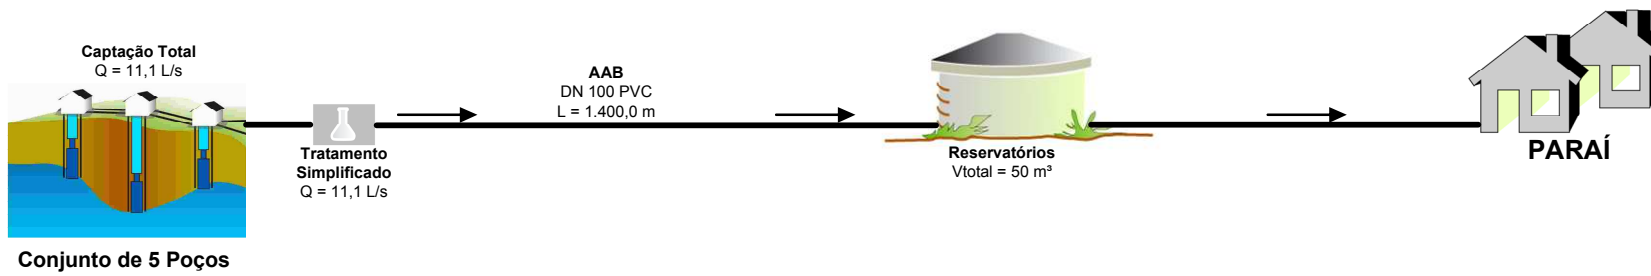 Captação Total
Q = 11,1 L/s
Conjunto de 5 Poços
Tratamento
Simplificado
Q = 11,1 L/s
AAB
DN 100 PVC
L = 1.400,0 m
Reservatórios
Vtotal = 50 m³
PARAÍ